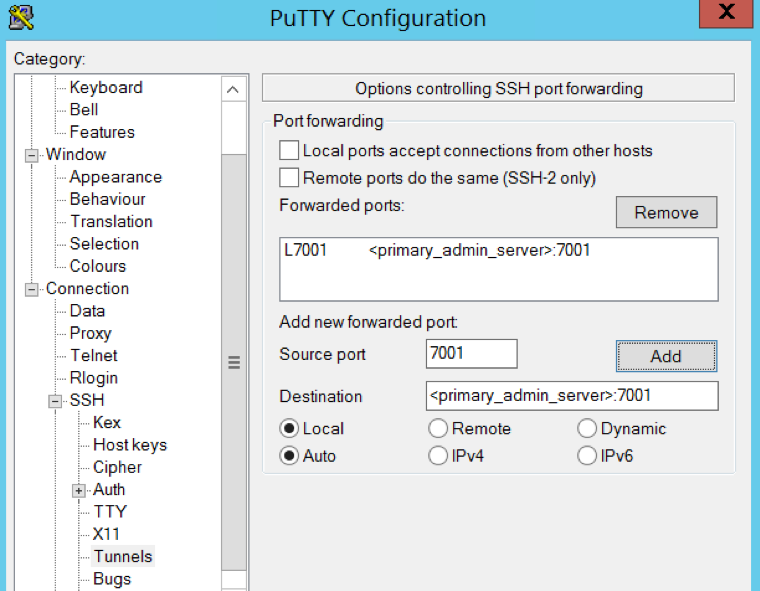 PuTTY Configuration
X
Category:
Keyboard
Bell
Features
Window
Appearance
Behaviour
Translation
Selection
Colours
Connection
Data
Proxy
Telnet
Rlogin
SSH
Kex
Host keys
Cipher
Auth
TTY
X11
Tunnels
Bugs
Options controlling SSH port forwarding
Port forwarding
Local ports accept connections from other hosts
Remote ports do the same (SSH-2 only)
Forwarded ports:
Remove
L7001 <primary_admin_server>:7001
Add new forwarded port:
Source port 7001 Add
Destination <primary_admin_server>:7001
Local Remote Dynamic
Auto IPv4 IPv6